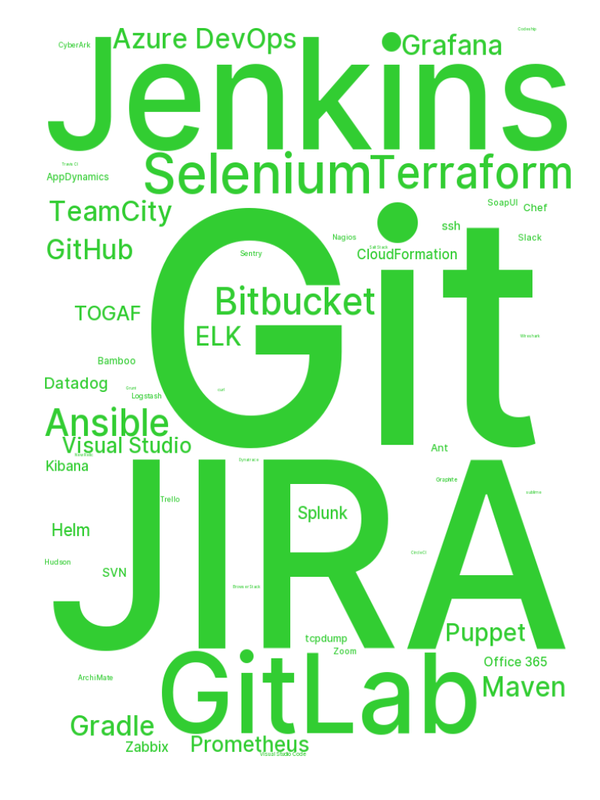 CyberArk
Azure DevOps
Grafana
Jenkins
AppDynamics
Selenium
Terraform
TeamCity
SoapUI
Chef
ssh
Nagios
Slack
GitHub
Sentry
CloudFormation
Git
Bitbucket
TOGAF
ELK
Bamboo
Datadog
Logstash
Ansible
Visual Studio
Ant
Kibana
Graphite
Trello
JIRA
Splunk
Helm
Hudson
SVN
Puppet
tcpdump
Zoom
Office 365
ArchiMate
GitLab
Maven
Gradle
Zabbix
Prometheus
Visual Studio Code